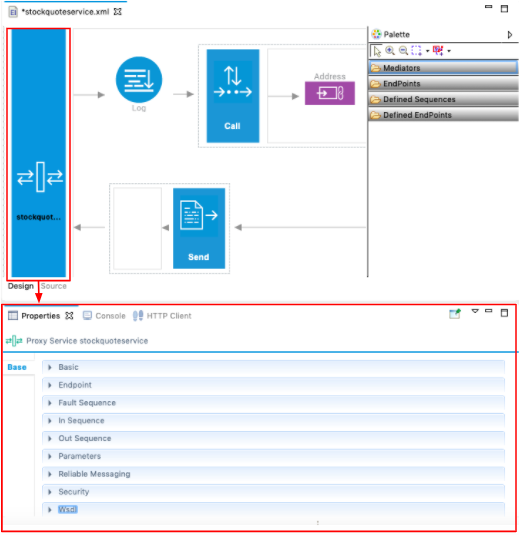 *stockquoteservice.xml
Palette
Mediators
EndPoints
Defined Sequences
Defined EndPoints
Log
Call
Address
stockquot...
Send
Design Source
Properties Console HTTP Client
Proxy Service stockquoteservice
Base
Basic
Endpoint
Fault Sequence
In Sequence
Out Sequence
Parameters
Reliable Messaging
Security
Wsdl